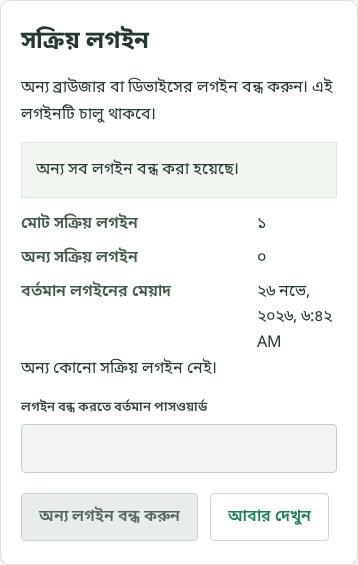 সক্রিয় লগইন
অন্য ব্রাউজার বা ডিভাইসের লগইন বন্ধ করুন। এই
লগইনটি চালু থাকবে।
অন্য সব লগইন বন্ধ করা হয়েছে।
মোট সক্রিয় লগইন ১
অন্য সক্রিয় লগইন ০
বর্তমান লগইনের মেয়াদ ২৬ নভে,
২০২৬, ৬:৪২
AM
অন্য কোনো সক্রিয় লগইন নেই।
লগইন বন্ধ করতে বর্তমান পাসওয়ার্ড
অন্য লগইন বন্ধ করুন আবার দেখুন